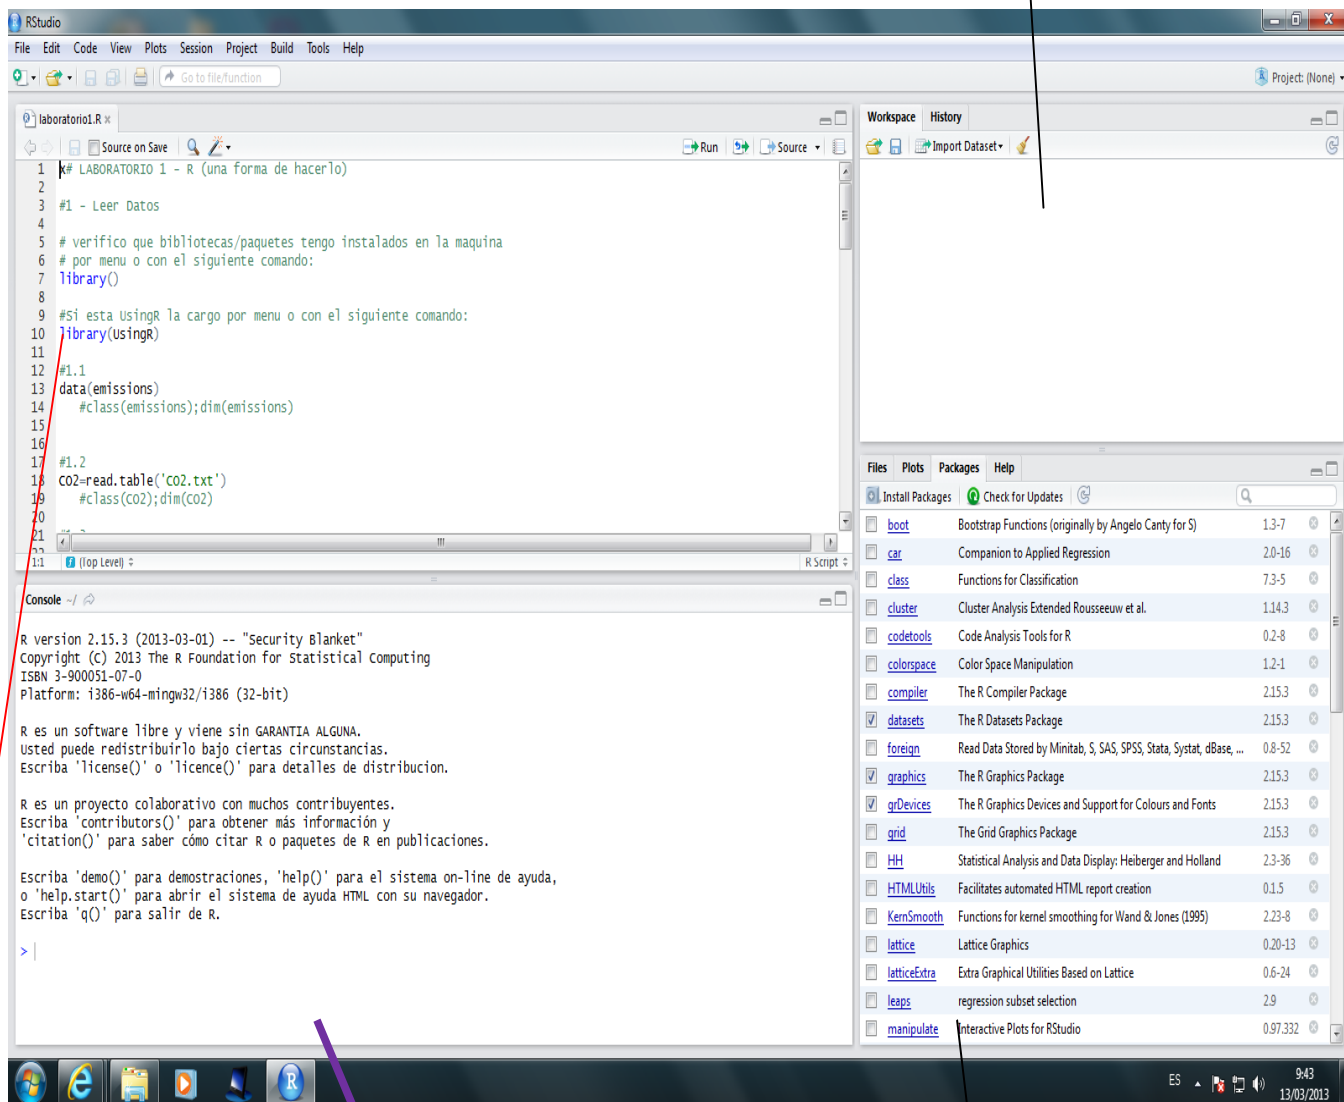 RStudio
File Edit Code View Plots Session Project Build Tools Help
Go to file/function
Project: (None)
laboratorio1.R
Source on Save
Run
Source
1 x# LABORATORIO 1 - R (una forma de hacerlo)
2
3 #1 - Leer Datos
4
5 # verifico que bibliotecas/paquetes tengo instalados en la maquina
6 # por menu o con el siguiente comando:
7 library()
8
9 #Si esta UsingR la cargo por menu o con el siguiente comando:
10 library(UsingR)
11
12 #1.1
13 data(emissions)
14 #class(emissions);dim(emissions)
15
16
17 #1.2
18 CO2=read.table('CO2.txt')
19 #class(CO2);dim(CO2)
20
21
1:1 (Top Level) R Script
Console ~/
R version 2.15.3 (2013-03-01) -- "Security Blanket"
Copyright (C) 2013 The R Foundation for Statistical Computing
ISBN 3-900051-07-0
Platform: i386-w64-mingw32/i386 (32-bit)
R es un software libre y viene sin GARANTIA ALGUNA.
Usted puede redistribuirlo bajo ciertas circunstancias.
Escriba 'license()' o 'licence()' para detalles de distribucion.
R es un proyecto colaborativo con muchos contribuyentes.
Escriba 'contributors()' para obtener más información y
'citation()' para saber cómo citar R o paquetes de R en publicaciones.
Escriba 'demo()' para demostraciones, 'help()' para el sistema on-line de ayuda,
o 'help.start()' para abrir el sistema de ayuda HTML con su navegador.
Escriba 'q()' para salir de R.
>
Workspace History
Import Dataset
Files Plots Packages Help
Install Packages Check for Updates
boot Bootstrap Functions (originally by Angelo Canty for S) 1.3-7
car Companion to Applied Regression 2.0-16
class Functions for Classification 7.3-5
cluster Cluster Analysis Extended Rousseeuw et al. 1.14.3
codetools Code Analysis Tools for R 0.2-8
colorspace Color Space Manipulation 1.2-1
compiler The R Compiler Package 2.15.3
datasets The R Datasets Package 2.15.3
foreign Read Data Stored by Minitab, S, SAS, SPSS, Stata, Systat, dBase, ... 0.8-52
graphics The R Graphics Package 2.15.3
grDevices The R Graphics Devices and Support for Colours and Fonts 2.15.3
grid The Grid Graphics Package 2.15.3
HH Statistical Analysis and Data Display: Heiberger and Holland 2.3-36
HTMLUtils Facilitates automated HTML report creation 0.1.5
KernSmooth Functions for kernel smoothing for Wand & Jones (1995) 2.23-8
lattice Lattice Graphics 0.20-13
latticeExtra Extra Graphical Utilities Based on Lattice 0.6-24
leaps regression subset selection 2.9
manipulate Interactive Plots for RStudio 0.97.332
ES
9:43
13/03/2013